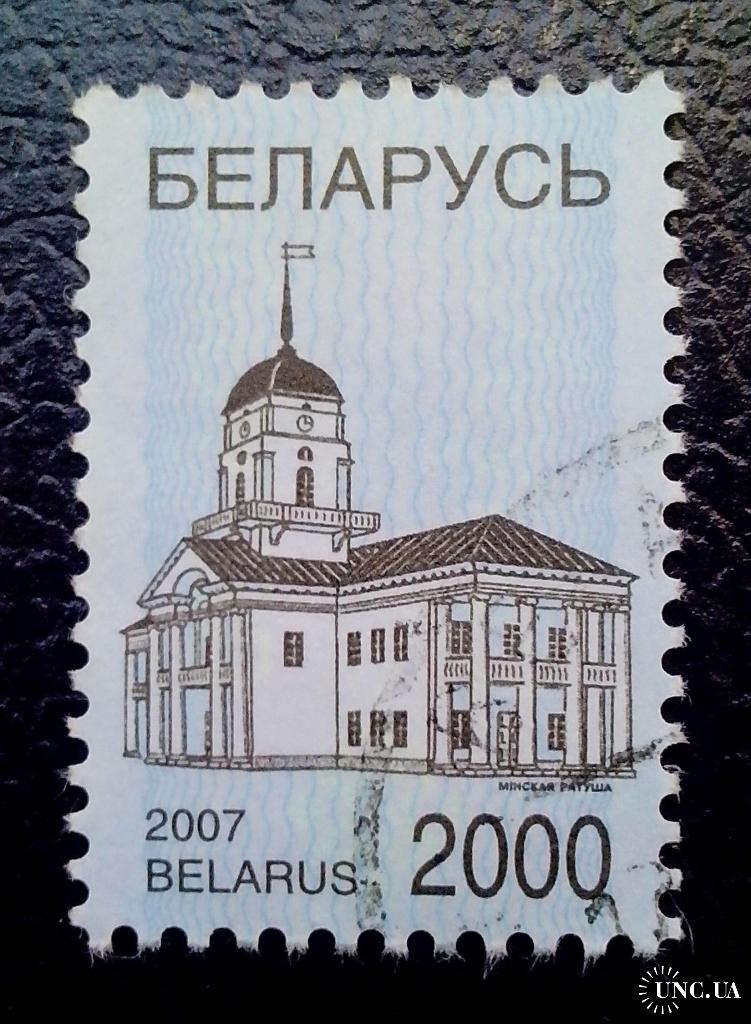 БЕЛАРУСЬ
МІНСКАЯ РАТУША
2007
BELARUS
2000
UNC.UA